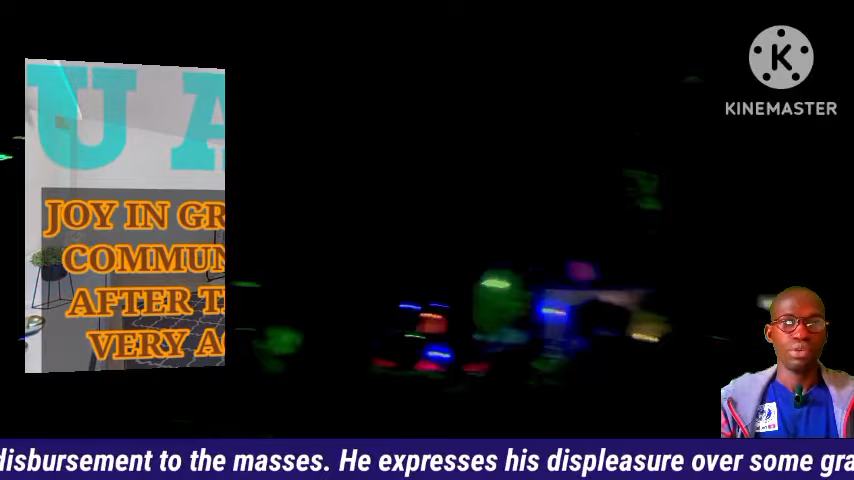 U A
JOY IN GR
COMMUN
AFTER T
VERY A
K
KINEMASTER
disbursement to the masses. He expresses his displeasure over some gra